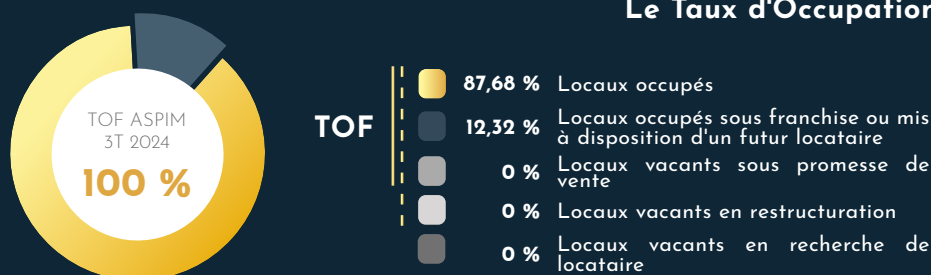 Le Taux d'Occupation
TOF ASPIM
3T 2024
100 %
TOF
87,68 % Locaux occupés
12,32 % Locaux occupés sous franchise ou mis
à disposition d'un futur locataire
0 % Locaux vacants sous promesse de
vente
0 % Locaux vacants en restructuration
0 % Locaux vacants en recherche de
locataire